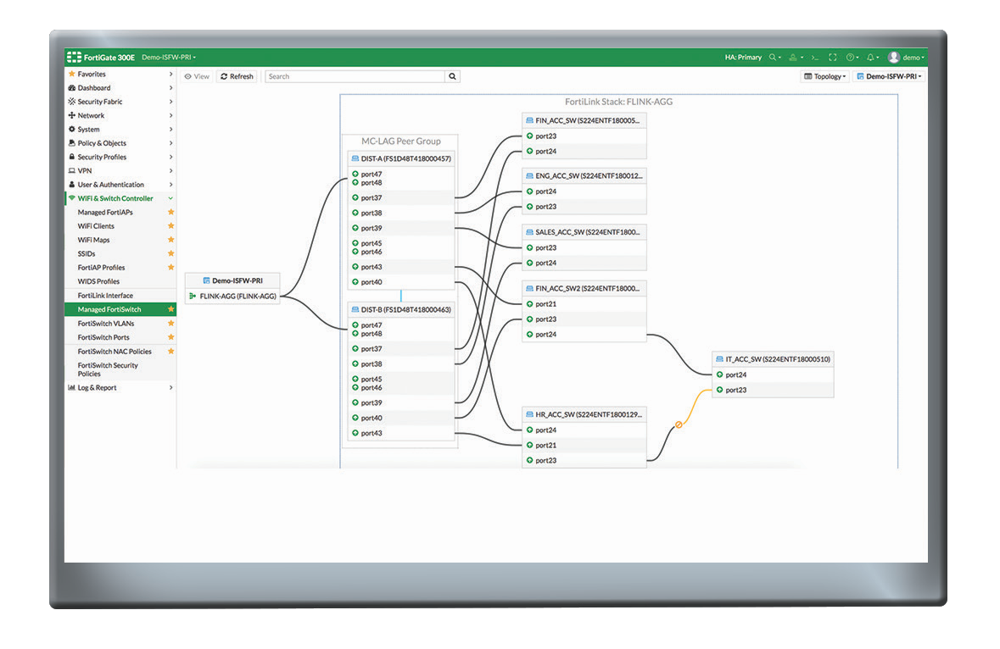 FortiGate 300E Demo-ISFW-PRI HA: Primary >_ demo
Favorites
Dashboard
Security Fabric
Network
System
Policy & Objects
Security Profiles
VPN
User & Authentication
WiFi & Switch Controller
Managed FortiAPs
WiFi Clients
WiFi Maps
SSIDs
FortiAP Profiles
WIDS Profiles
FortiLink Interface
Managed FortiSwitch
FortiSwitch VLANs
FortiSwitch Ports
FortiSwitch NAC Policies
FortiSwitch Security
Policies
Log & Report
View Refresh Search Topology Demo-ISFW-PRI
FortiLink Stack: FLINK-AGG
Demo-ISFW-PRI
FLINK-AGG (FLINK-AGG)
MC-LAG Peer Group
DIST-A (FS1D48T418000457)
port47
port48
port37
port38
port39
port45
port46
port43
port40
DIST-B (FS1D48T418000463)
port47
port48
port37
port38
port45
port46
port39
port40
port43
FIN_ACC_SW (S224ENTF180005...
port23
port24
ENG_ACC_SW (S224ENTF180012...
port24
port23
SALES_ACC_SW (S224ENTF1800...
port23
port24
FIN_ACC_SW2 (S224ENTF18000...
port21
port23
port24
HR_ACC_SW (S224ENTF1800129...
port24
port21
port23
IT_ACC_SW (S224ENTF18000510)
port24
port23